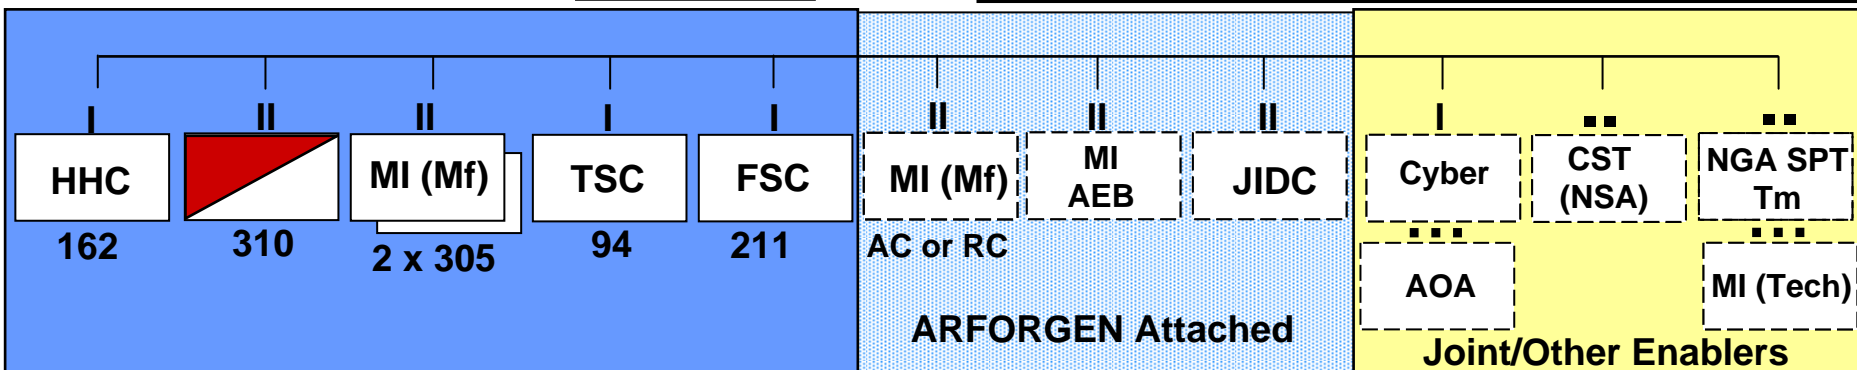 I II II I I II II II I
HHC
MI (Mf)
TSC
FSC
MI (Mf)
MI
AEB
JIDC
Cyber
CST
(NSA)
NGA SPT
Tm
162
310
2 x 305
94
211
AC or RC
AOA
MI (Tech)
ARFORGEN Attached
Joint/Other Enablers